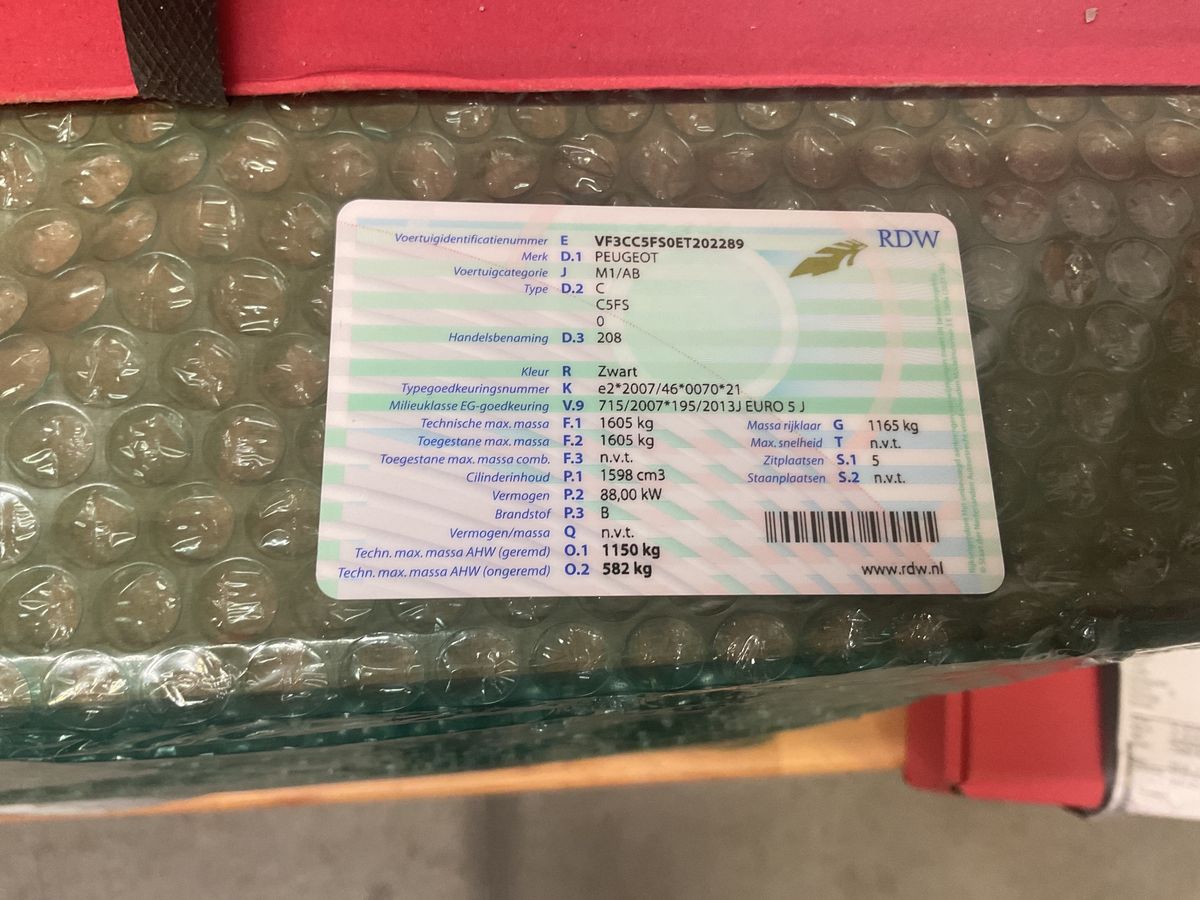 Voertuigidentificatienummer E VF3CC5FS0ET202289
RDW
Merk D.1 PEUGEOT
Voertuigcategorie J M1/AB
Type D.2 C
C5FS
0
Handelsbenaming D.3 208
Kleur R Zwart
Typegoedkeuringsnummer K e2*2007/46*0070*21
Milieuklasse EG-goedkeuring V.9 715/2007*195/2013J EURO 5 J
Technische max. massa F.1 1605 kg
Massa rijklaar G 1165 kg
Toegestane max. massa F.2 1605 kg
Max. snelheid T n.v.t.
Toegestane max. massa comb. F.3 n.v.t.
Zitplaatsen S.1 5
Cilinderinhoud P.1 1598 cm3
Staanplaatsen S.2 n.v.t.
Vermogen P.2 88,00 kW
Brandstof P.3 B
Vermogen/massa Q n.v.t.
Techn. max. massa AHW (geremd) O.1 1150 kg
Techn. max. massa AHW (ongeremd) O.2 582 kg
www.rdw.nl